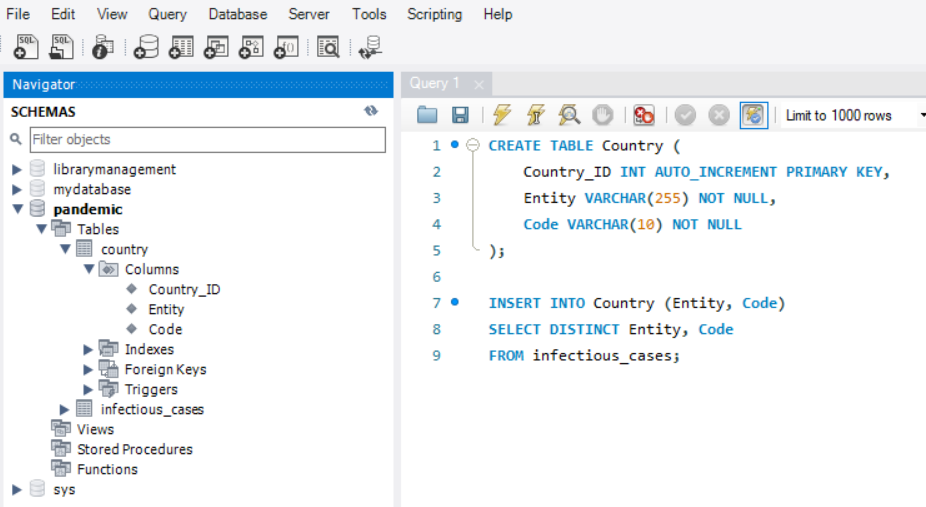 File Edit View Query Database Server Tools Scripting Help
SQL SQL
Navigator
SCHEMAS
Filter objects
librarymanagement
mydatabase
pandemic
Tables
country
Columns
Country_ID
Entity
Code
Indexes
Foreign Keys
Triggers
infectious_cases
Views
Stored Procedures
Functions
sys
Query 1
Limit to 1000 rows
1 CREATE TABLE Country (
2 Country_ID INT AUTO_INCREMENT PRIMARY KEY,
3 Entity VARCHAR(255) NOT NULL,
4 Code VARCHAR(10) NOT NULL
5 );
6
7 INSERT INTO Country (Entity, Code)
8 SELECT DISTINCT Entity, Code
9 FROM infectious_cases;